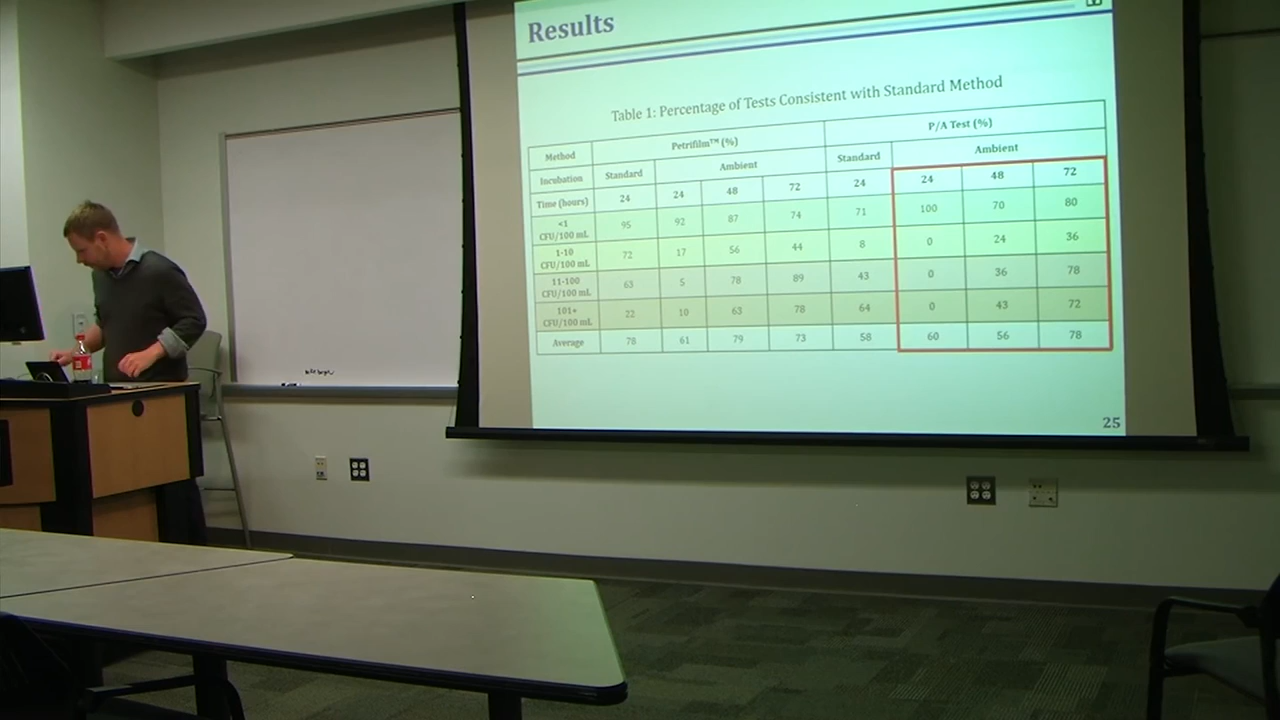 Results
Table 1: Percentage of Tests Consistent with Standard Method
Method Petrifilm™ (%) P/A Test (%)
Incubation Standard Ambient Standard Ambient
Time (hours) 24 24 48 72 24 24 48 72
<1 CFU/100 mL 95 92 87 74 71 100 70 80
1-10 CFU/100 mL 72 17 56 44 8 0 24 36
11-100 CFU/100 mL 63 5 78 89 43 0 36 78
101+ CFU/100 mL 22 10 63 78 64 0 43 72
Average 78 61 79 73 58 60 56 78
25